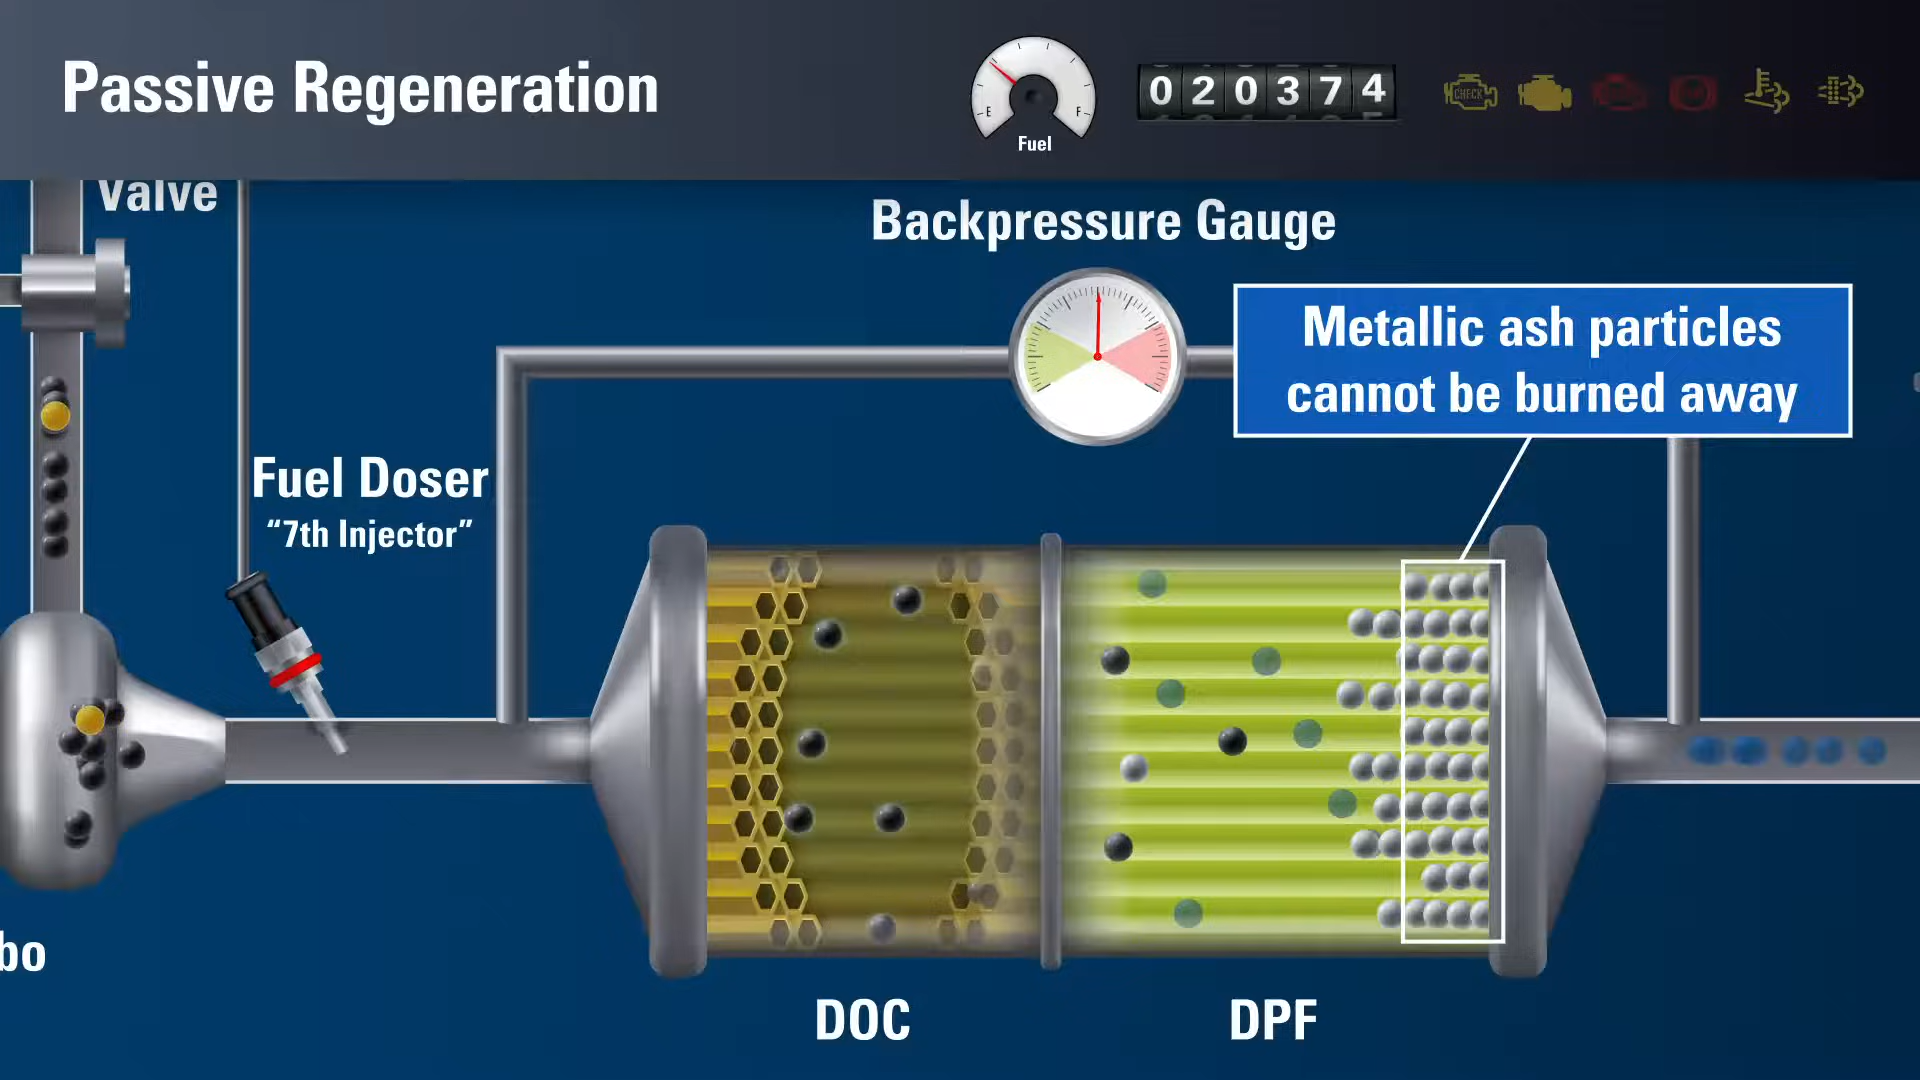 Passive Regeneration
E
F
Fuel
020374
CHECK
Valve
Backpressure Gauge
Metallic ash particles
cannot be burned away
Fuel Doser
“7th Injector”
bo
DOC
DPF